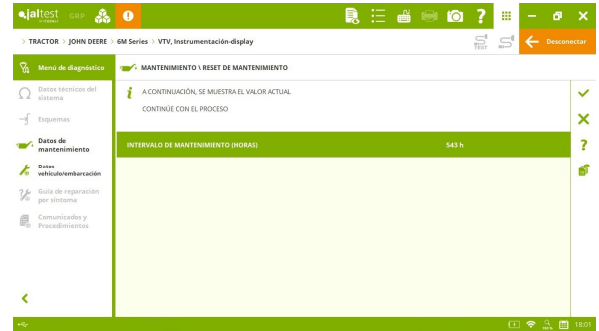 jaltest GRP
TRACTOR > JOHN DEERE > 6M Series > VTV, Instrumentación-display
TEST
Desconectar
Menú de diagnóstico
MANTENIMIENTO \ RESET DE MANTENIMIENTO
Datos técnicos del
sistema
Esquemas
Datos de
mantenimiento
Datos
vehículo/embarcación
Guía de reparación
por síntoma
Comunicados y
Procedimientos
A CONTINUACIÓN, SE MUESTRA EL VALOR ACTUAL
CONTINÚE CON EL PROCESO
INTERVALO DE MANTENIMIENTO (HORAS) 543 h
18:01